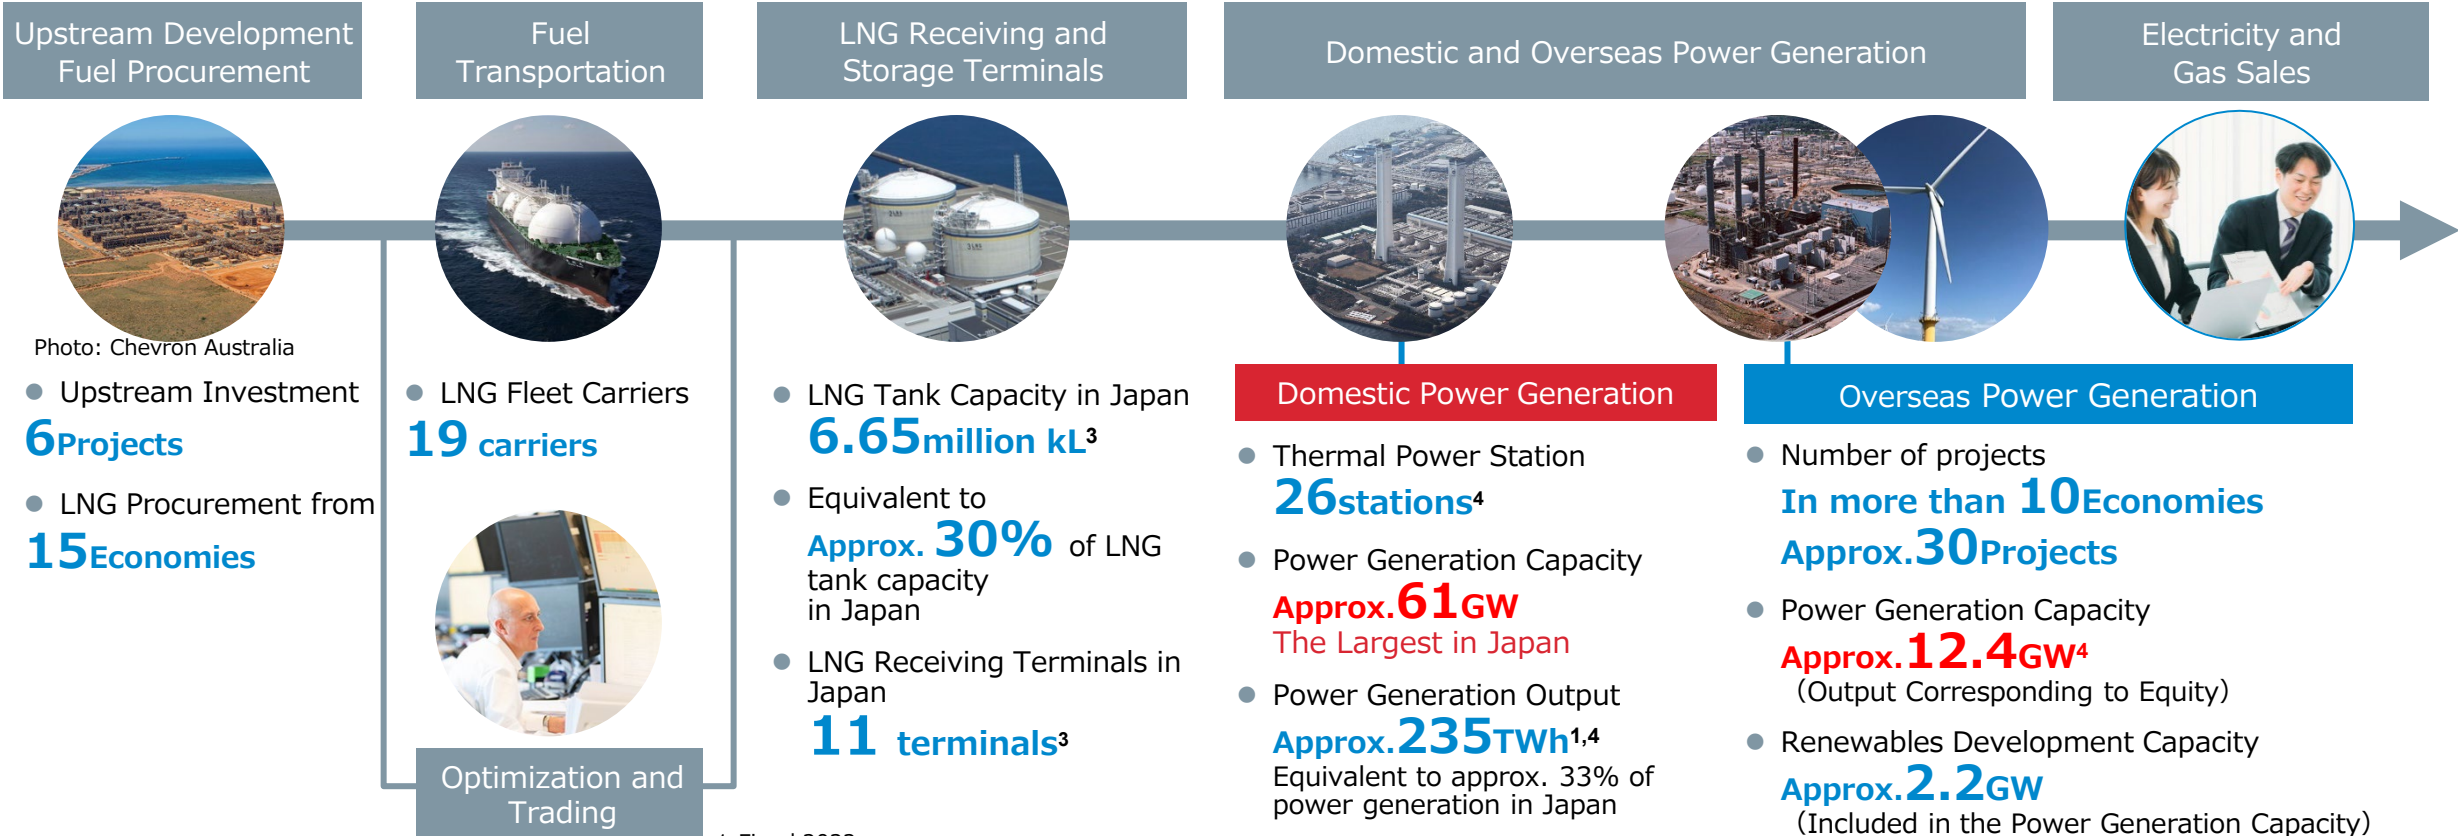 Upstream Development
Fuel Procurement
Fuel
Transportation
LNG Receiving and
Storage Terminals
Domestic and Overseas Power Generation
Electricity and
Gas Sales
Photo: Chevron Australia
● Upstream Investment
6Projects
● LNG Procurement from
15Economies
● LNG Fleet Carriers
19 carriers
Optimization and
Trading
● LNG Tank Capacity in Japan
6.65million kL³
● Equivalent to
Approx. 30% of LNG
tank capacity
in Japan
● LNG Receiving Terminals in
Japan
11 terminals³
Domestic Power Generation
● Thermal Power Station
26stations⁴
● Power Generation Capacity
Approx.61GW
The Largest in Japan
● Power Generation Output
Approx.235TWh¹,⁴
Equivalent to approx. 33% of
power generation in Japan
Overseas Power Generation
● Number of projects
In more than 10Economies
Approx.30Projects
● Power Generation Capacity
Approx.12.4GW⁴
（Output Corresponding to Equity）
● Renewables Development Capacity
Approx.2.2GW
（Included in the Power Generation Capacity）